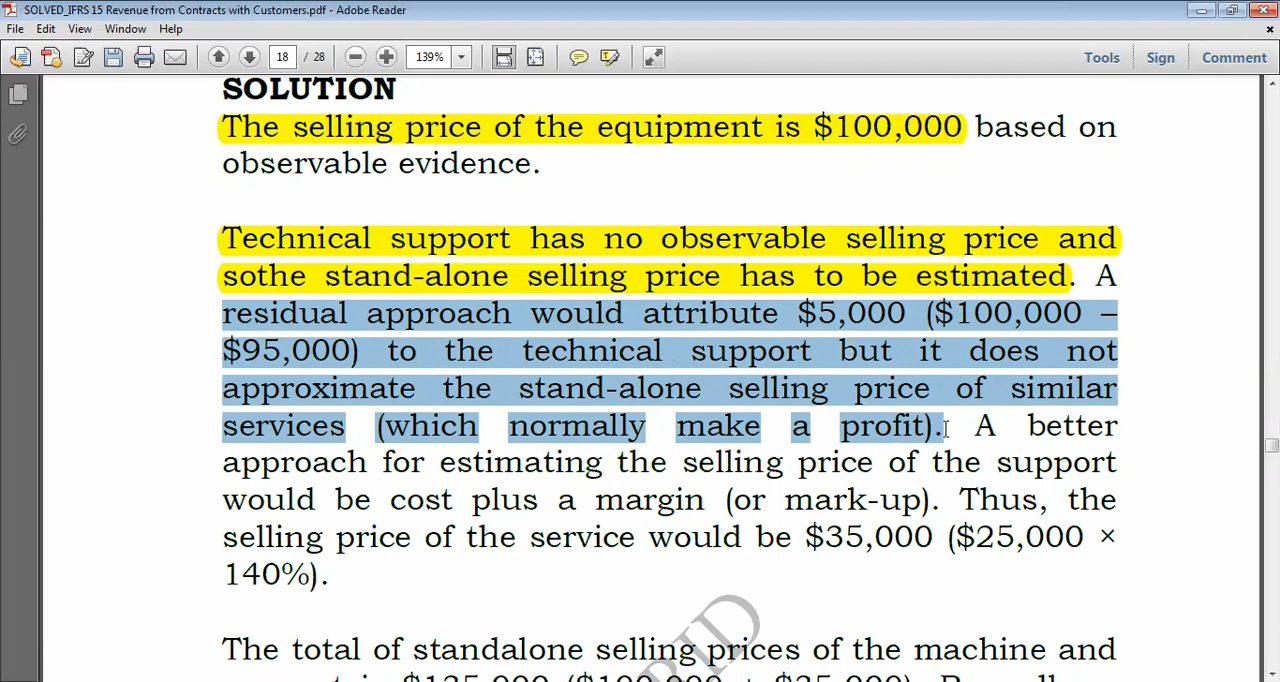 SOLVED_IFRS 15 Revenue from Contracts with Customers.pdf - Adobe Reader
File Edit View Window Help
18 / 28 139% Tools Sign Comment
SOLUTION
The selling price of the equipment is $100,000 based on
observable evidence.
Technical support has no observable selling price and
sothe stand-alone selling price has to be estimated. A
residual approach would attribute $5,000 ($100,000 –
$95,000) to the technical support but it does not
approximate the stand-alone selling price of similar
services (which normally make a profit). A better
approach for estimating the selling price of the support
would be cost plus a margin (or mark-up). Thus, the
selling price of the service would be $35,000 ($25,000 ×
140%).
The total of standalone selling prices of the machine and